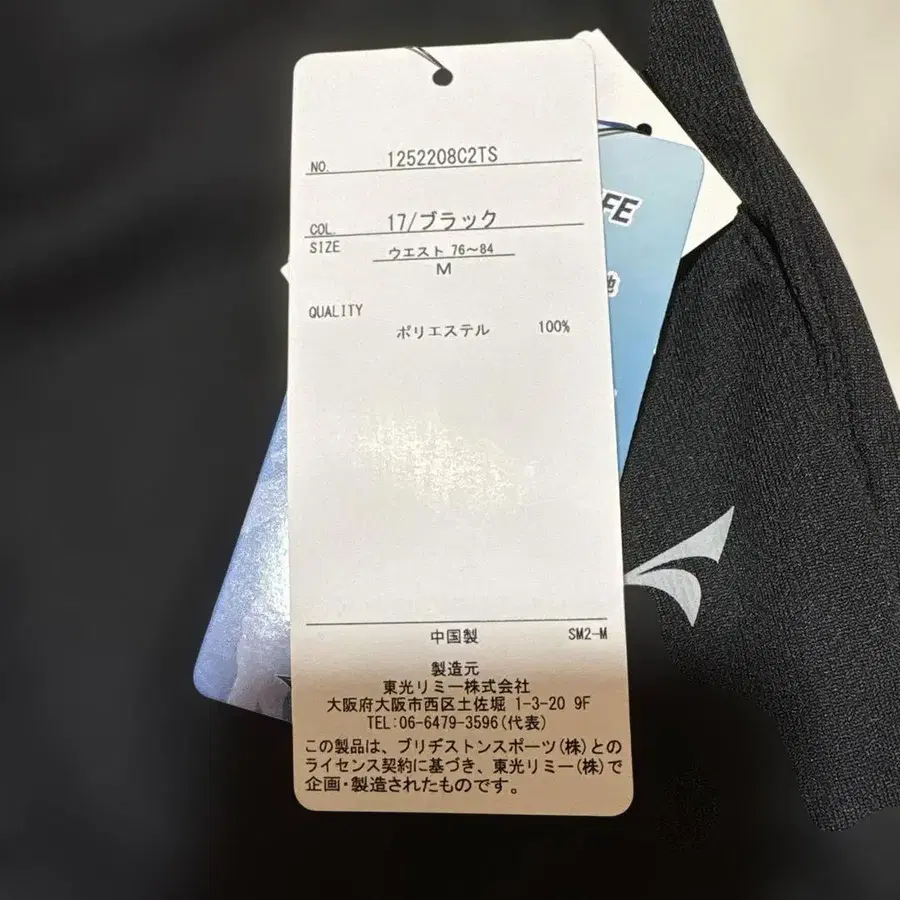 NO. 1252208C2TS
COL. 17/ブラック
SIZE ウエスト 76～84
M
QUALITY
ポリエステル 100%
中国製 SM2-M
製造元
東光リミー株式会社
大阪府大阪市西区土佐堀 1-3-20 9F
TEL:06-6479-3596(代表)
この製品は、ブリヂストンスポーツ(株)との
ライセンス契約に基づき、東光リミー(株)で
企画・製造されたものです。
FE
地